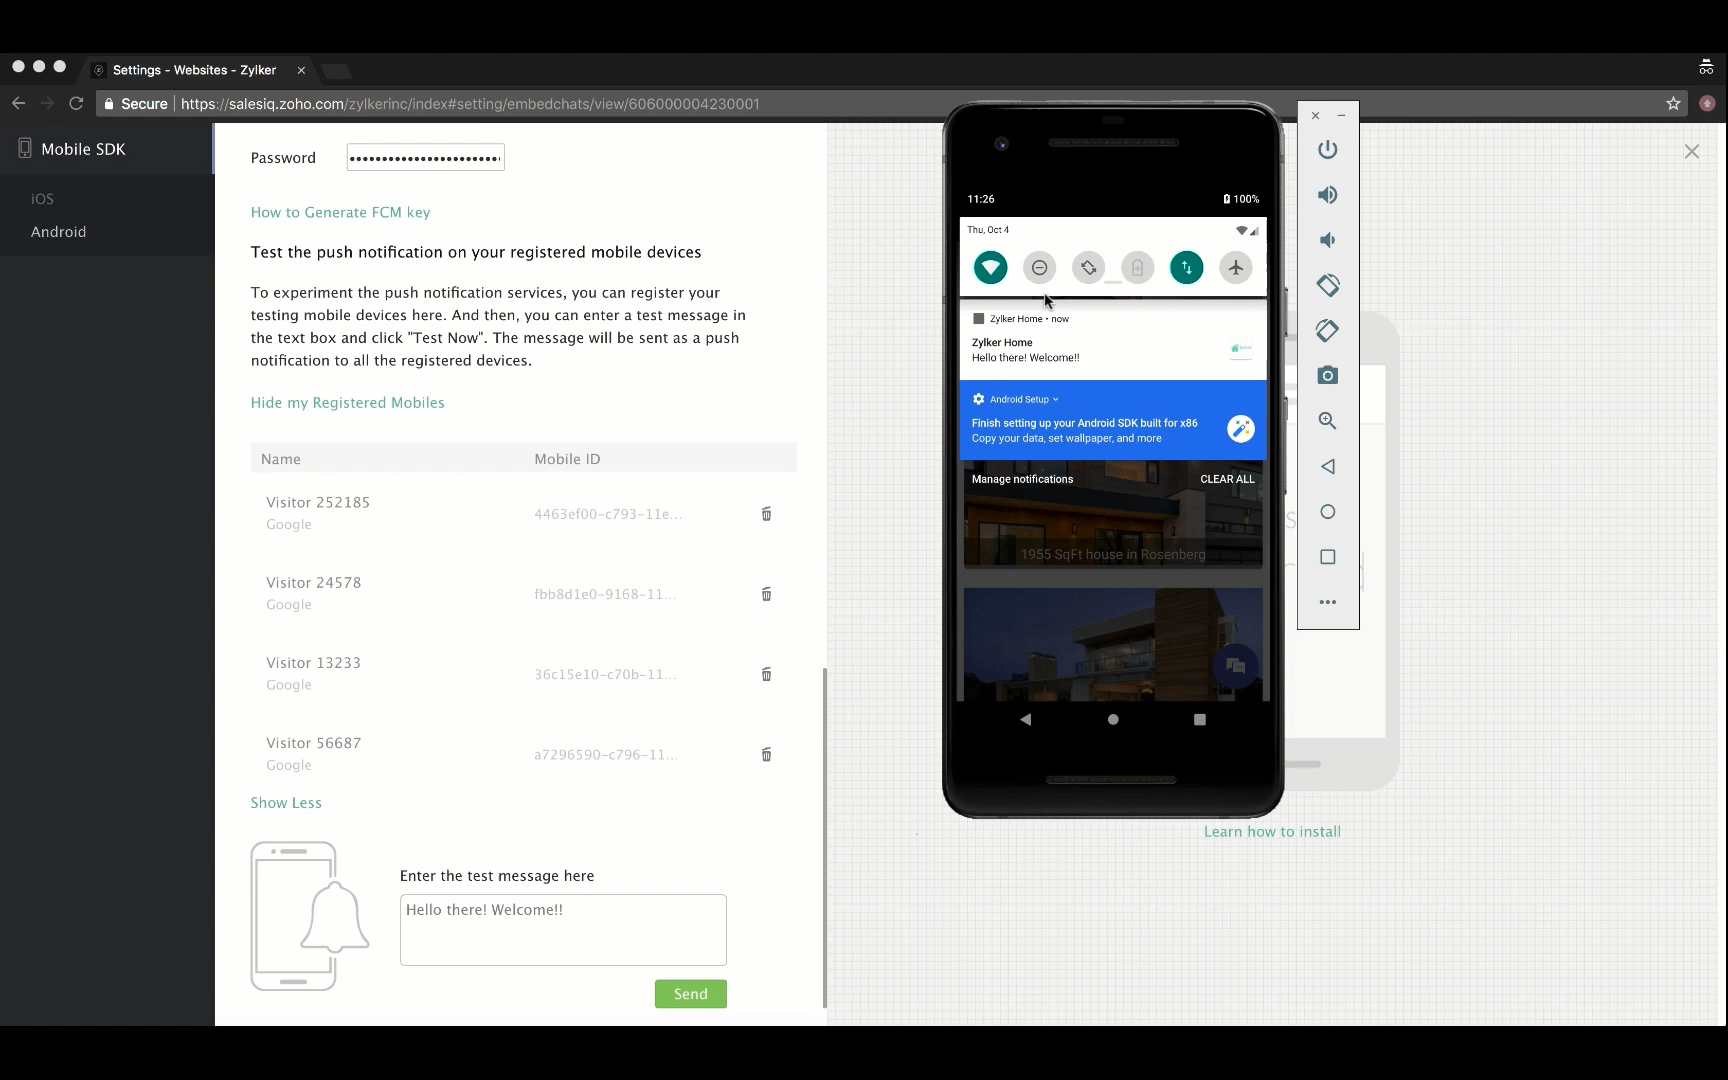 Settings - Websites - Zylker
Secure
https://salesiq.zoho.com/zylkerinc/index#setting/embedchats/view/606000004230001
Mobile SDK
iOS
Android
Password
••••••••••••••••••••••••
How to Generate FCM key
Test the push notification on your registered mobile devices
To experiment the push notification services, you can register your
testing mobile devices here. And then, you can enter a test message in
the text box and click "Test Now". The message will be sent as a push
notification to all the registered devices.
Hide my Registered Mobiles
Name Mobile ID
Visitor 252185
Google
4463ef00-c793-11e...
Visitor 24578
Google
fbb8d1e0-9168-11...
Visitor 13233
Google
36c15e10-c70b-11...
Visitor 56687
Google
a7296590-c796-11...
Show Less
Enter the test message here
Hello there! Welcome!!
Send
11:26 100%
Thu, Oct 4
Zylker Home • now
Zylker Home
Hello there! Welcome!!
Android Setup
Finish setting up your Android SDK built for x86
Copy your data, set wallpaper, and more
Manage notifications CLEAR ALL
1955 SqFt house in Rosenberg
Learn how to install